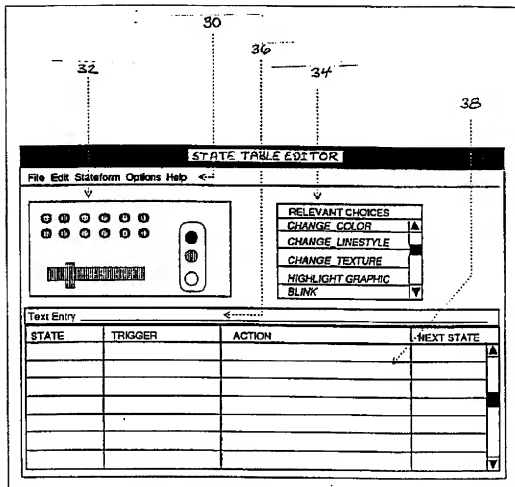 30
36
32
34
38
STATE TABLE EDITOR
File Edit Stateform Options Help
RELEVANT CHOICES
CHANGE_COLOR
CHANGE_LINESTYLE
CHANGE_TEXTURE
HIGHLIGHT GRAPHIC
BLINK
Text Entry
STATE TRIGGER ACTION NEXT STATE